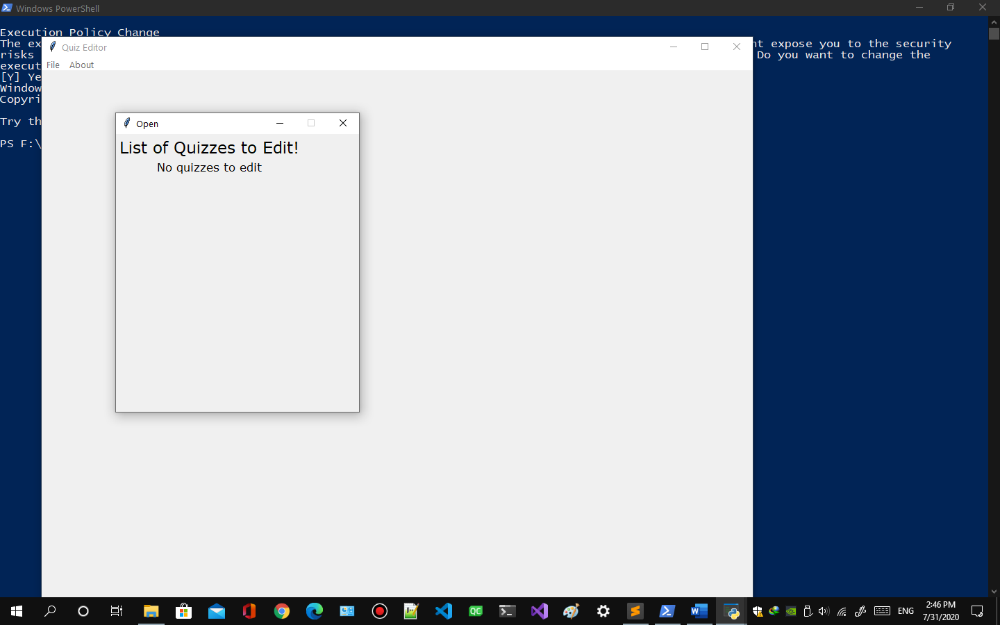 Windows PowerShell
Execution Policy Change
The ex
nt expose you to the security
risks
Do you want to change the
execut
[Y] Ye
Window
Copyri
Try th
PS F:\
Quiz Editor
File About
Open
List of Quizzes to Edit!
No quizzes to edit
QC
ENG
2:46 PM
7/31/2020